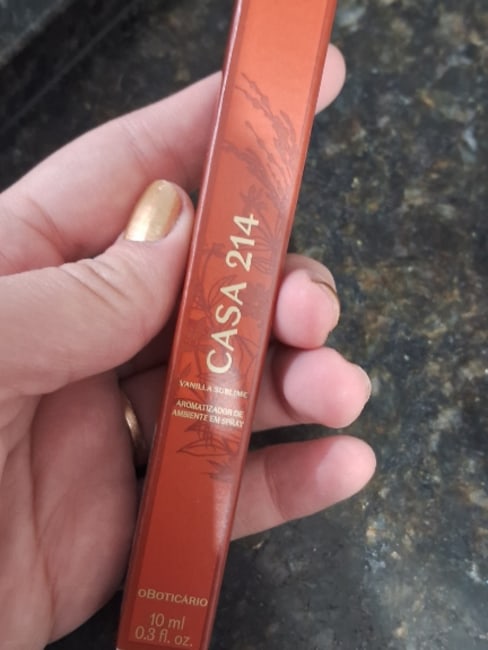 CASA 214
VANILLA SUBLIME
AROMATIZADOR DE
AMBIENTE EM SPRAY
oBOTICÁRIO
10 ml
0.3 fl. oz.